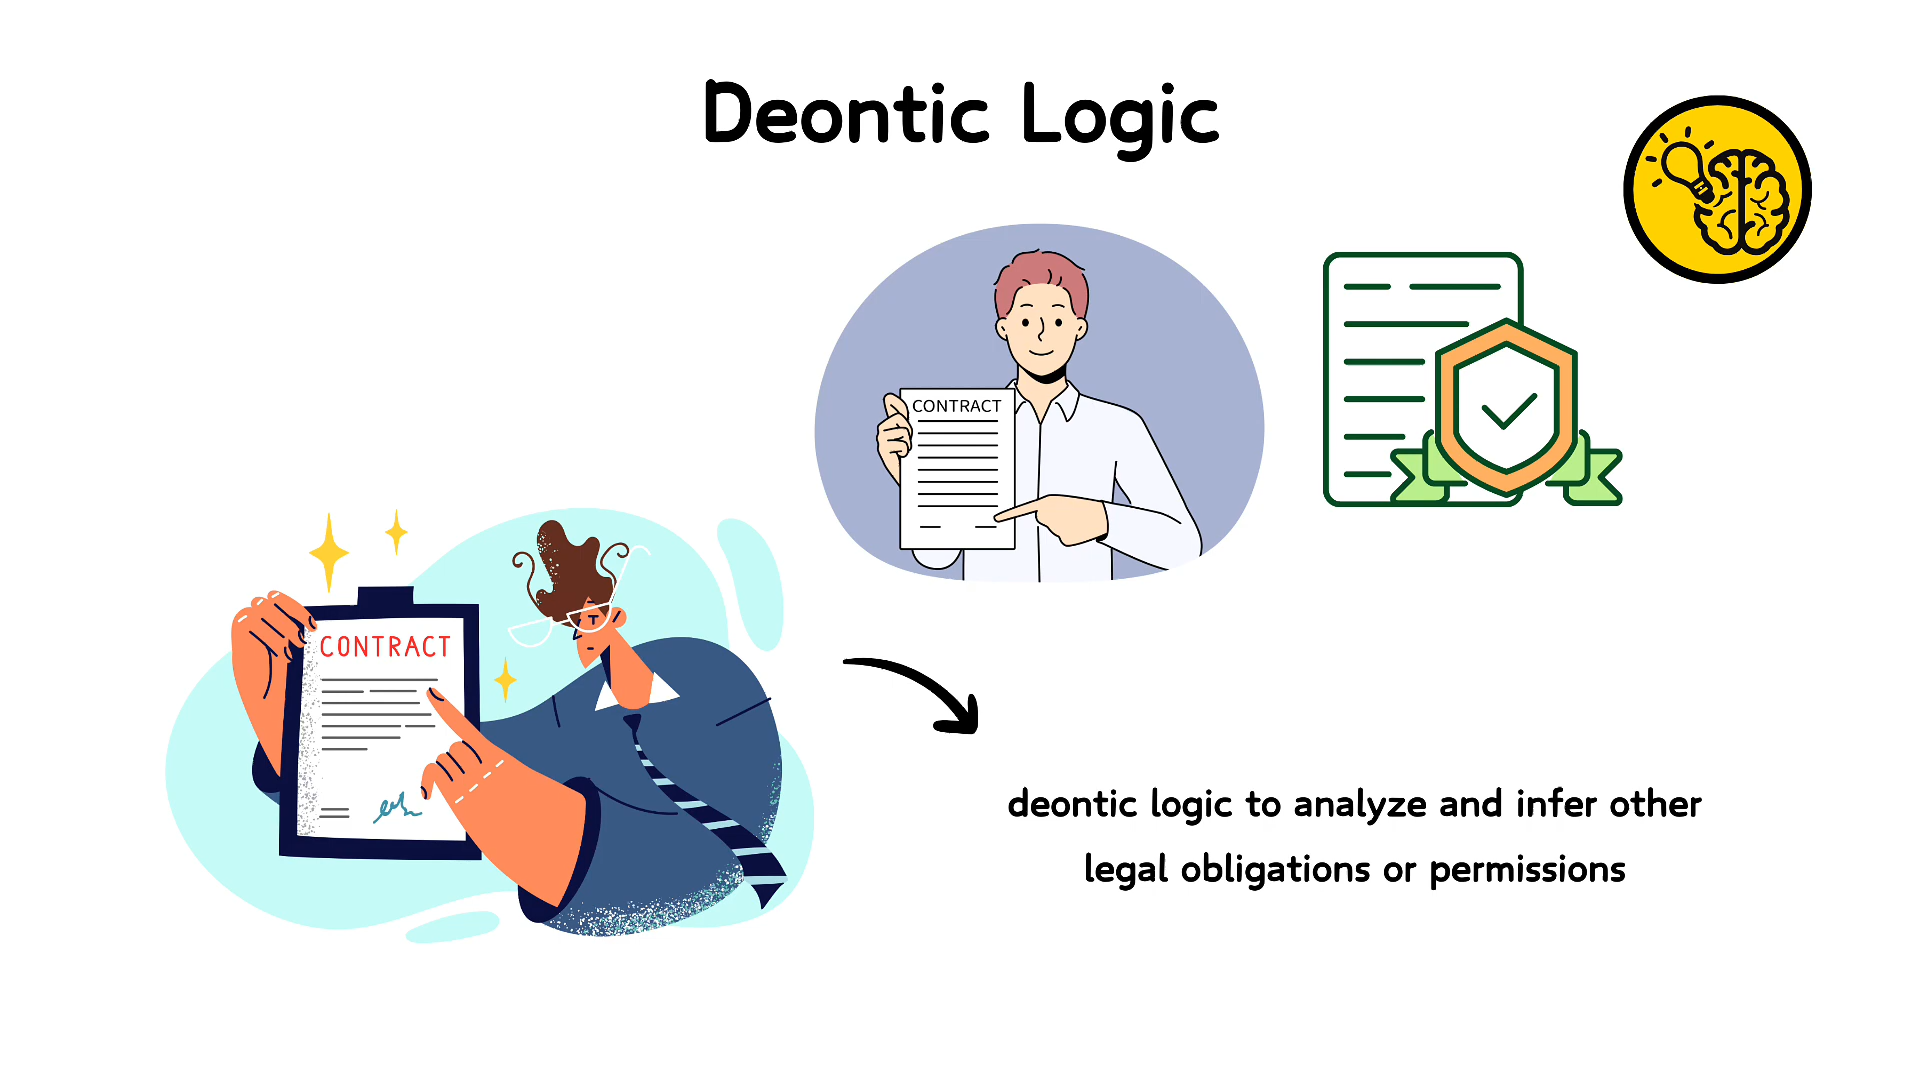 Deontic Logic
CONTRACT
CONTRACT
deontic logic to analyze and infer other
legal obligations or permissions